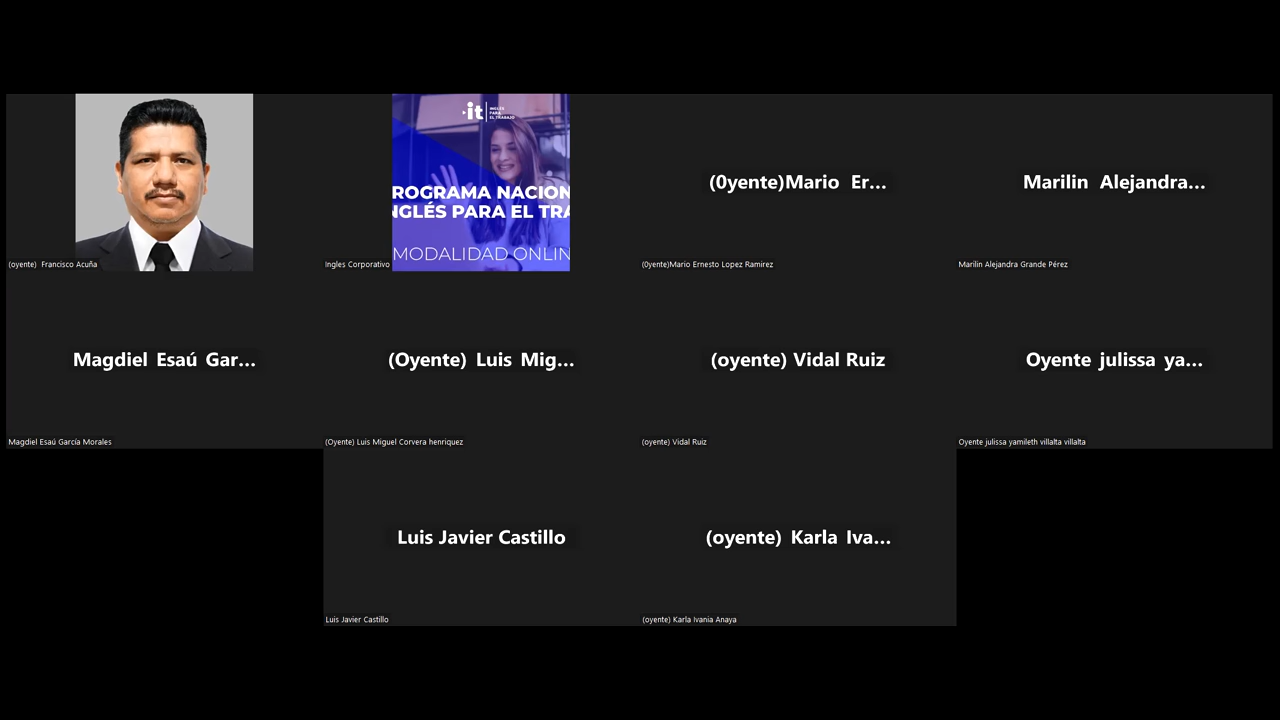 it INGLÉS
PARA
EL TRABAJO
ROGRAMA NACION
NGLÉS PARA EL TRA
MODALIDAD ONLIN
(0yente)Mario Er...
Marilin Alejandra...
(oyente) Francisco Acuña
Ingles Corporativo
(0yente)Mario Ernesto Lopez Ramirez
Marilin Alejandra Grande Pérez
Magdiel Esaú Gar...
(Oyente) Luis Mig...
(oyente) Vidal Ruiz
Oyente julissa ya...
Magdiel Esaú García Morales
(Oyente) Luis Miguel Corvera henriquez
(oyente) Vidal Ruiz
Oyente julissa yamileth villalta villalta
Luis Javier Castillo
(oyente) Karla Iva...
Luis Javier Castillo
(oyente) Karla Ivania Anaya